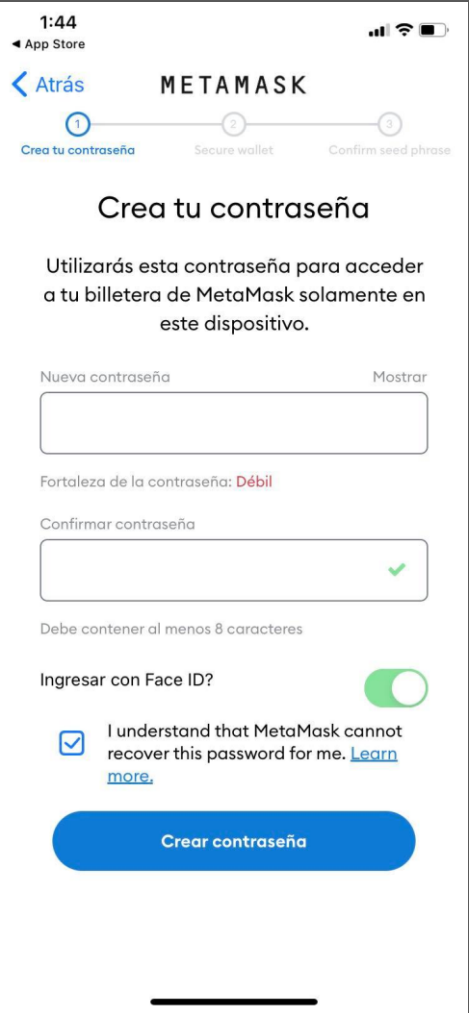 1:44
◀ App Store
Atrás
METAMASK
1 2 3
Crea tu contraseña Secure wallet Confirm seed phrase
Crea tu contraseña
Utilizarás esta contraseña para acceder
a tu billetera de MetaMask solamente en
este dispositivo.
Nueva contraseña Mostrar
Fortaleza de la contraseña: Débil
Confirmar contraseña
Debe contener al menos 8 caracteres
Ingresar con Face ID?
I understand that MetaMask cannot
recover this password for me. Learn
more.
Crear contraseña